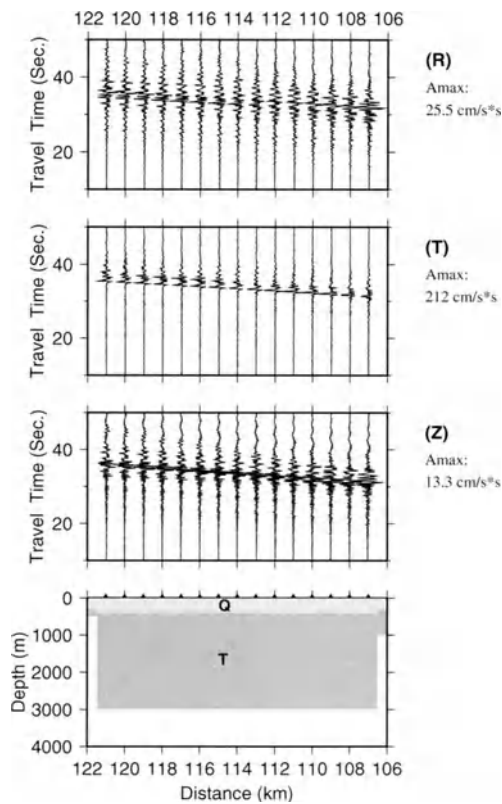 122 120 118 116 114 112 110 108 106
40
20
Travel Time (Sec.)
(R)
Amax:
25.5 cm/s*s
40
20
Travel Time (Sec.)
(T)
Amax:
212 cm/s*s
40
20
Travel Time (Sec.)
(Z)
Amax:
13.3 cm/s*s
0
1000
2000
3000
4000
Depth (m)
Q
T
122 120 118 116 114 112 110 108 106
Distance (km)